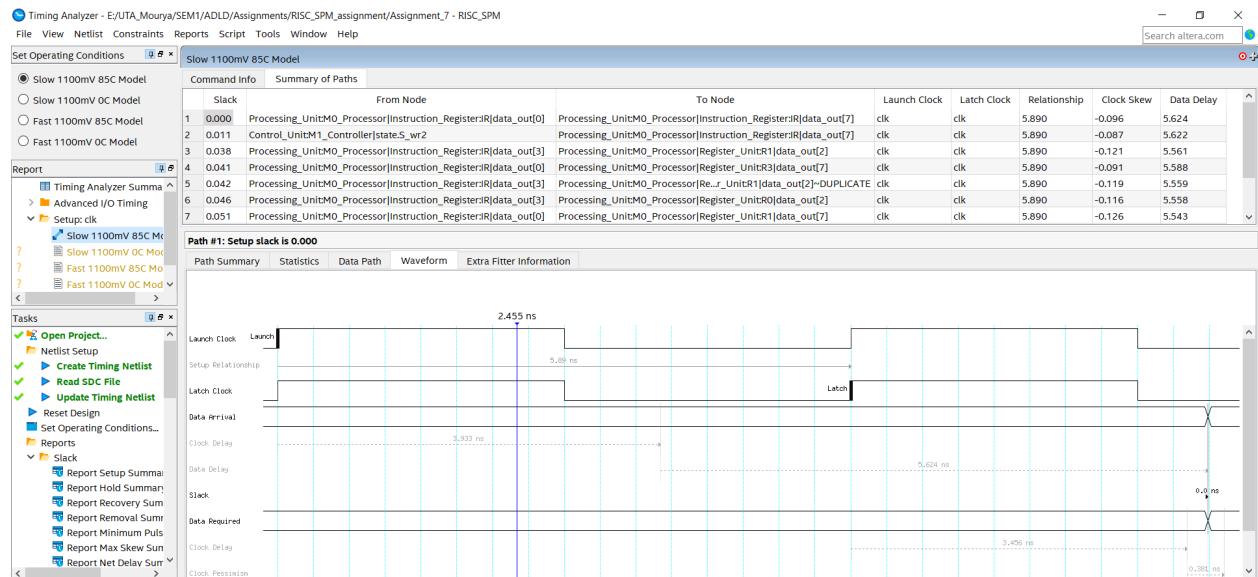 Timing Analyzer - E:/UTA_Mourya/SEM1/ADLD/Assignments/RISC_SPM_assignment/Assignment_7 - RISC_SPM
File View Netlist Constraints Reports Script Tools Window Help
Search altera.com
Set Operating Conditions
Slow 1100mV 85C Model
Slow 1100mV 0C Model
Fast 1100mV 85C Model
Fast 1100mV 0C Model
Report
Timing Analyzer Summa
Advanced I/O Timing
Setup: clk
Slow 1100mV 85C Mo
? Slow 1100mV 0C Mod
? Fast 1100mV 85C Mo
? Fast 1100mV 0C Mod
Tasks
Open Project...
Netlist Setup
Create Timing Netlist
Read SDC File
Update Timing Netlist
Reset Design
Set Operating Conditions...
Reports
Slack
Report Setup Summar
Report Hold Summary
Report Recovery Sum
Report Removal Sumr
Report Minimum Puls
Report Max Skew Sum
Report Net Delay Sum
Slow 1100mV 85C Model
Command Info Summary of Paths
Slack From Node To Node Launch Clock Latch Clock Relationship Clock Skew Data Delay
1 0.000 Processing_Unit:M0_Processor|Instruction_Register:IR|data_out[0] Processing_Unit:M0_Processor|Instruction_Register:IR|data_out[7] clk clk 5.890 -0.096 5.624
2 0.011 Control_Unit:M1_Controller|state.S_wr2 Processing_Unit:M0_Processor|Instruction_Register:IR|data_out[7] clk clk 5.890 -0.087 5.622
3 0.038 Processing_Unit:M0_Processor|Instruction_Register:IR|data_out[3] Processing_Unit:M0_Processor|Register_Unit:R1|data_out[2] clk clk 5.890 -0.121 5.561
4 0.041 Processing_Unit:M0_Processor|Instruction_Register:IR|data_out[0] Processing_Unit:M0_Processor|Register_Unit:R3|data_out[7] clk clk 5.890 -0.091 5.588
5 0.042 Processing_Unit:M0_Processor|Instruction_Register:IR|data_out[3] Processing_Unit:M0_Processor|Re...r_Unit:R1|data_out[2]~DUPLICATE clk clk 5.890 -0.119 5.559
6 0.046 Processing_Unit:M0_Processor|Instruction_Register:IR|data_out[3] Processing_Unit:M0_Processor|Register_Unit:R0|data_out[2] clk clk 5.890 -0.116 5.558
7 0.051 Processing_Unit:M0_Processor|Instruction_Register:IR|data_out[0] Processing_Unit:M0_Processor|Register_Unit:R1|data_out[7] clk clk 5.890 -0.126 5.543
Path #1: Setup slack is 0.000
Path Summary Statistics Data Path Waveform Extra Fitter Information
2.455 ns
Launch Clock Launch
Setup Relationship 5.89 ns
Latch Clock Latch
Data Arrival
Clock Delay 3.933 ns
Data Delay 5.624 ns
Slack 0.0 ns
Data Required
Clock Delay 3.456 ns
Clock Pessimism 0.381 ns